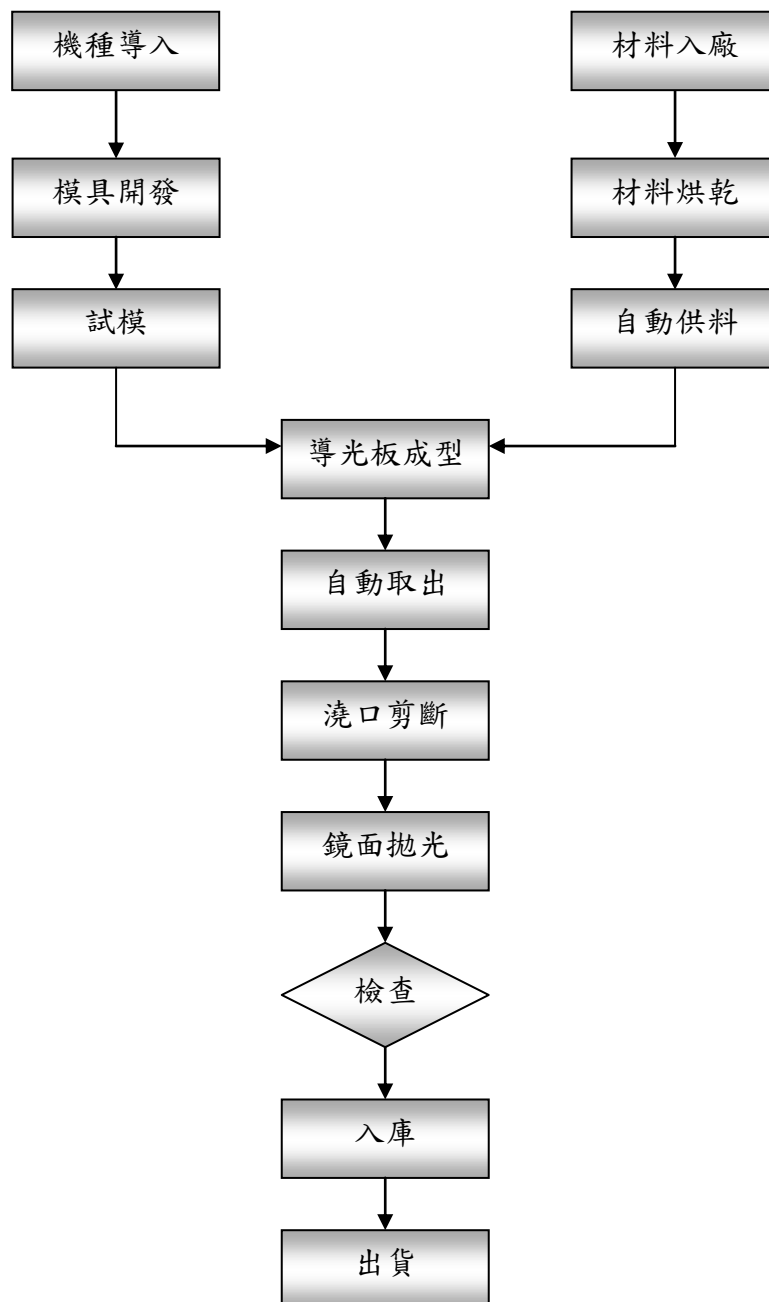 機種導入
材料入廠
模具開發
材料烘乾
試模
自動供料
導光板成型
自動取出
澆口剪斷
鏡面拋光
檢查
入庫
出貨